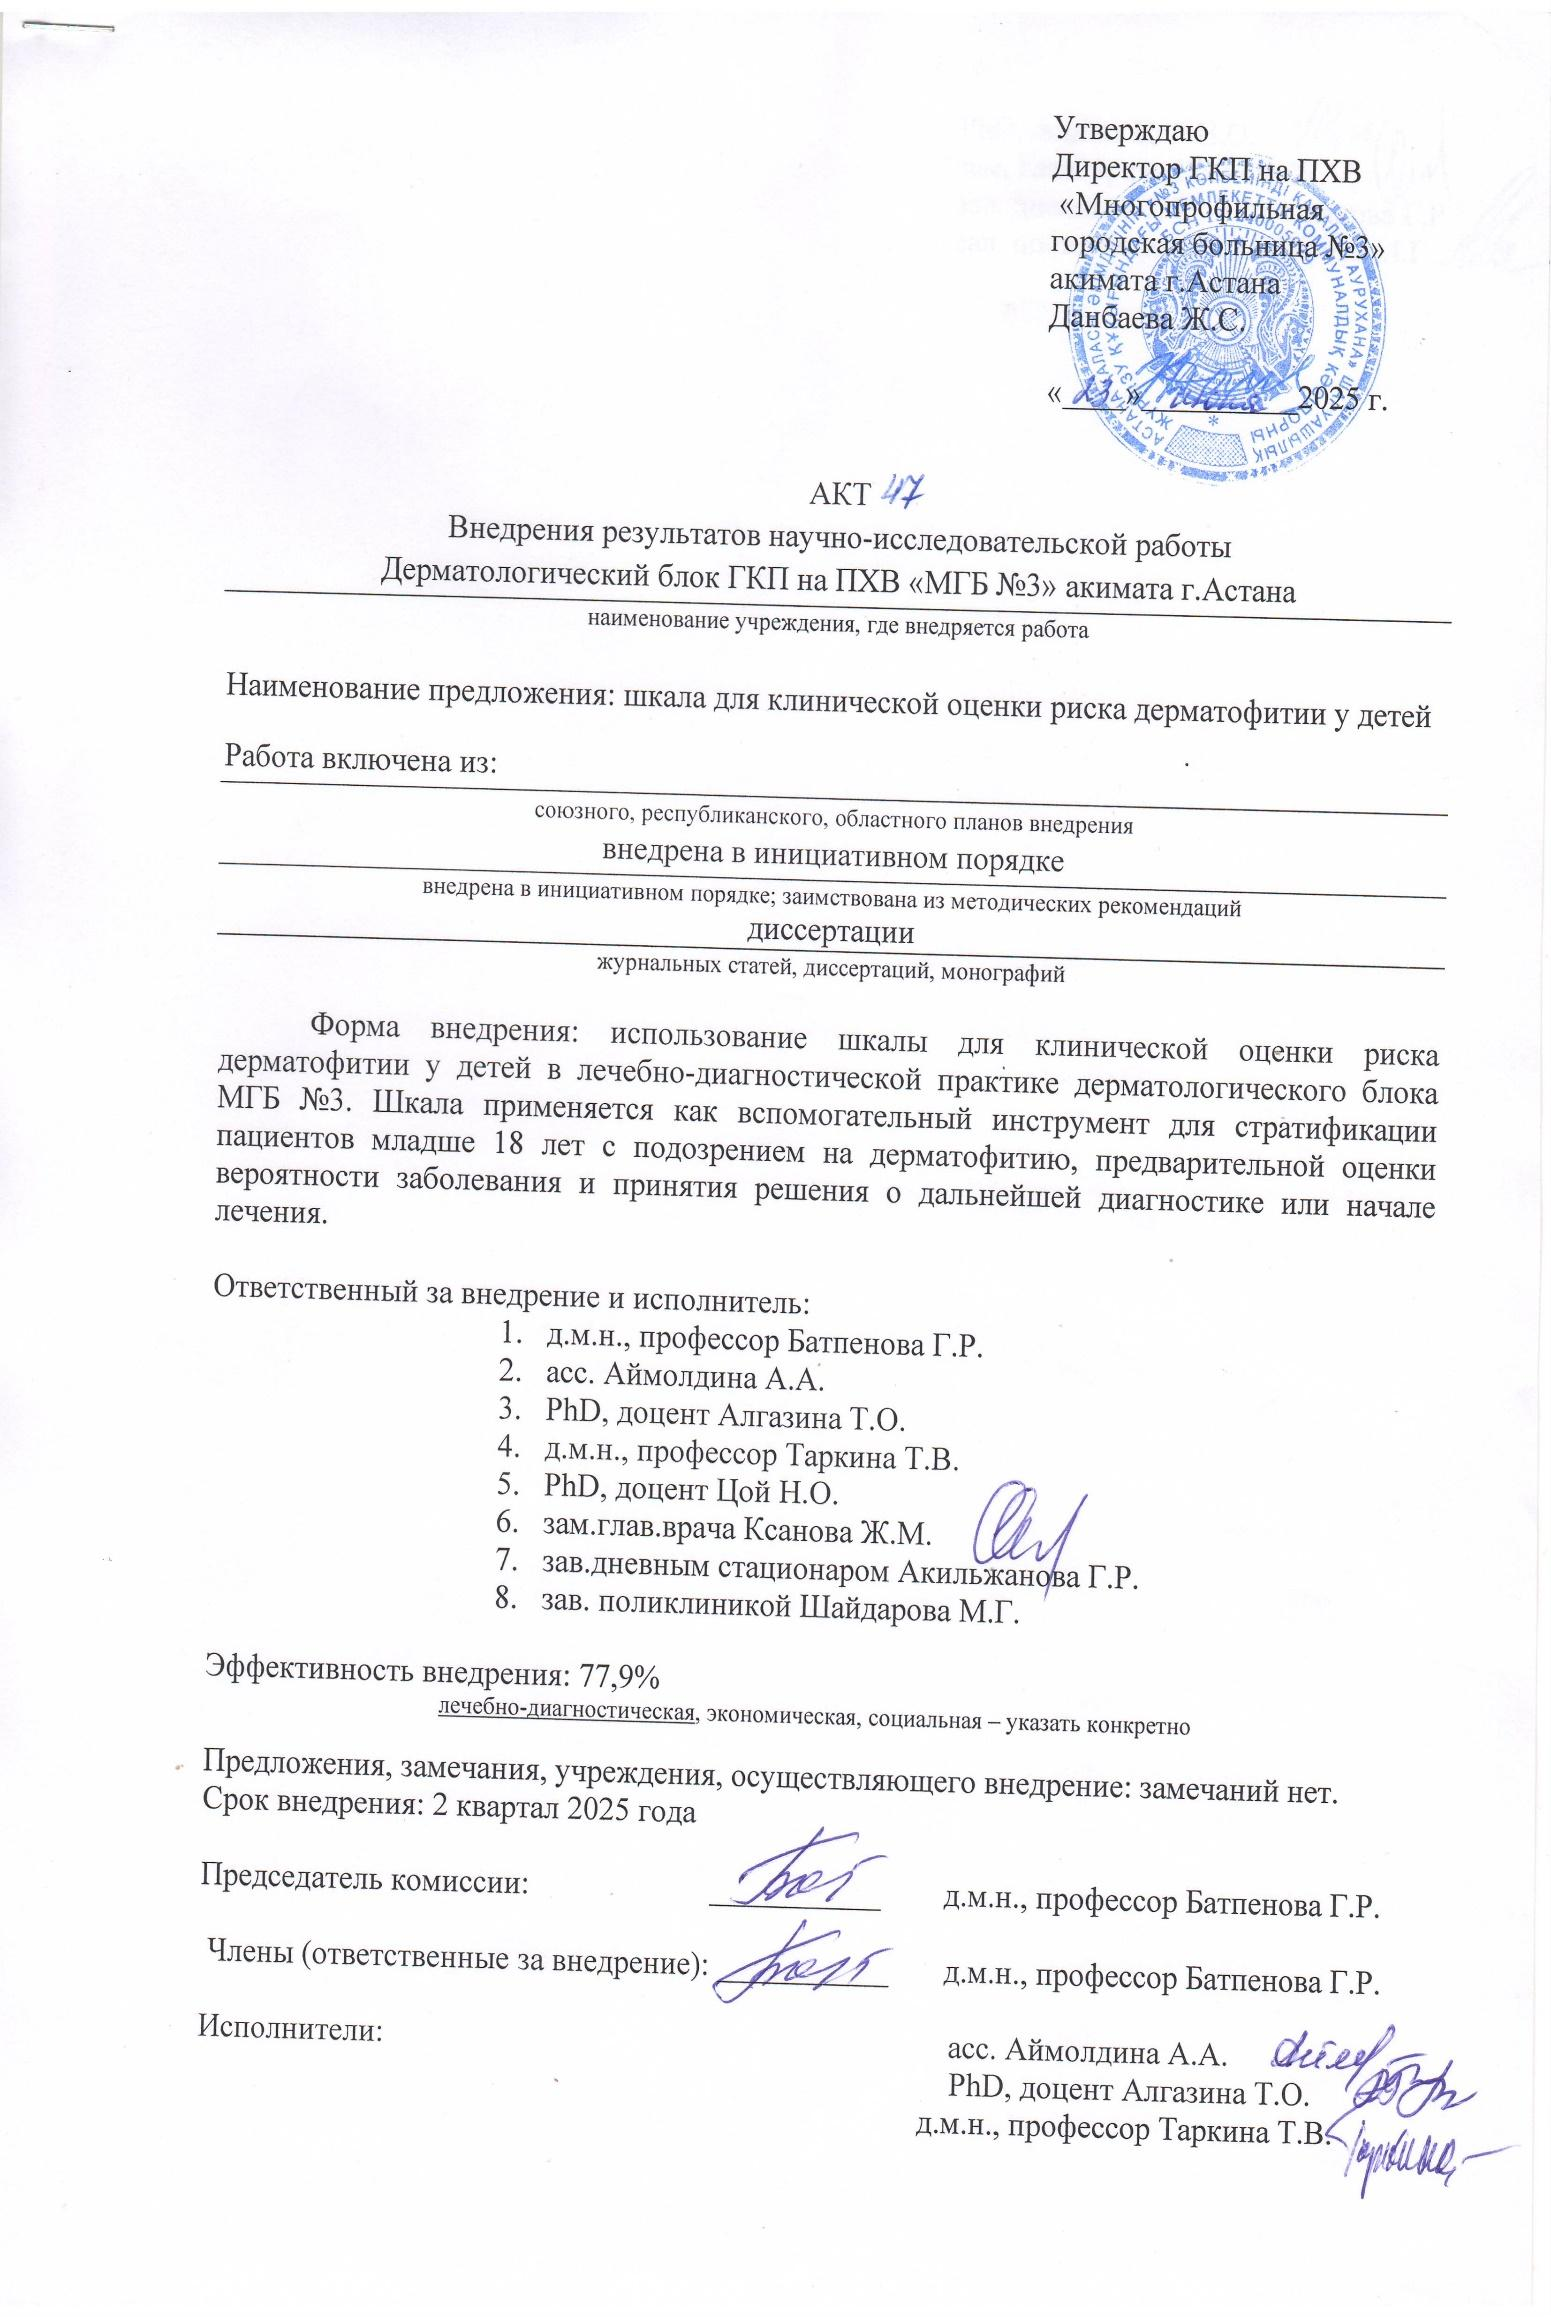 Утверждаю
Директор ГКП на ПХВ
«Многопрофильная
городская больница №3»
акимата г.Астана
Данбаева Ж.С.
«23» 2025 г.
АКТ 47
Внедрения результатов научно-исследовательской работы
Дерматологический блок ГКП на ПХВ «МГБ №3» акимата г.Астана
наименование учреждения, где внедряется работа
Наименование предложения: шкала для клинической оценки риска дерматофитии у детей
Работа включена из:
союзного, республиканского, областного планов внедрения
внедрена в инициативном порядке
внедрена в инициативном порядке; заимствована из методических рекомендаций
диссертации
журнальных статей, диссертаций, монографий
Форма внедрения: использование шкалы для клинической оценки риска
дерматофитии у детей в лечебно-диагностической практике дерматологического блока
МГБ №3. Шкала применяется как вспомогательный инструмент для стратификации
пациентов младше 18 лет с подозрением на дерматофитию, предварительной оценки
вероятности заболевания и принятия решения о дальнейшей диагностике или начале
лечения.
Ответственный за внедрение и исполнитель:
1. д.м.н., профессор Батпенова Г.Р.
2. асс. Аймолдина А.А.
3. PhD, доцент Алгазина Т.О.
4. д.м.н., профессор Таркина Т.В.
5. PhD, доцент Цой Н.О.
6. зам.глав.врача Ксанова Ж.М.
7. зав.дневным стационаром Акильжанова Г.Р.
8. зав. поликлиникой Шайдарова М.Г.
Эффективность внедрения: 77,9%
лечебно-диагностическая, экономическая, социальная – указать конкретно
Предложения, замечания, учреждения, осуществляющего внедрение: замечаний нет.
Срок внедрения: 2 квартал 2025 года
Председатель комиссии: д.м.н., профессор Батпенова Г.Р.
Члены (ответственные за внедрение): д.м.н., профессор Батпенова Г.Р.
Исполнители:
асс. Аймолдина А.А.
PhD, доцент Алгазина Т.О.
д.м.н., профессор Таркина Т.В.